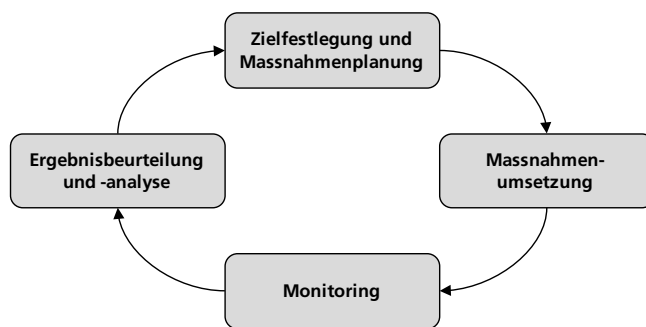 Zielfestlegung und
Massnahmenplanung
Ergebnisbeurteilung
und -analyse
Massnahmen-
umsetzung
Monitoring